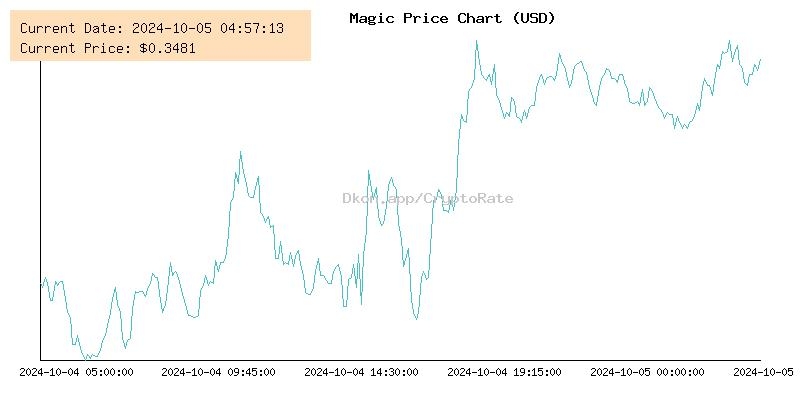 Magic Price Chart (USD)
Current Date: 2024-10-05 04:57:13
Current Price: $0.3481
Dkcn.app/CryptoRate
2024-10-04 05:00:00 2024-10-04 09:45:00 2024-10-04 14:30:00 2024-10-04 19:15:00 2024-10-05 00:00:00 2024-10-05